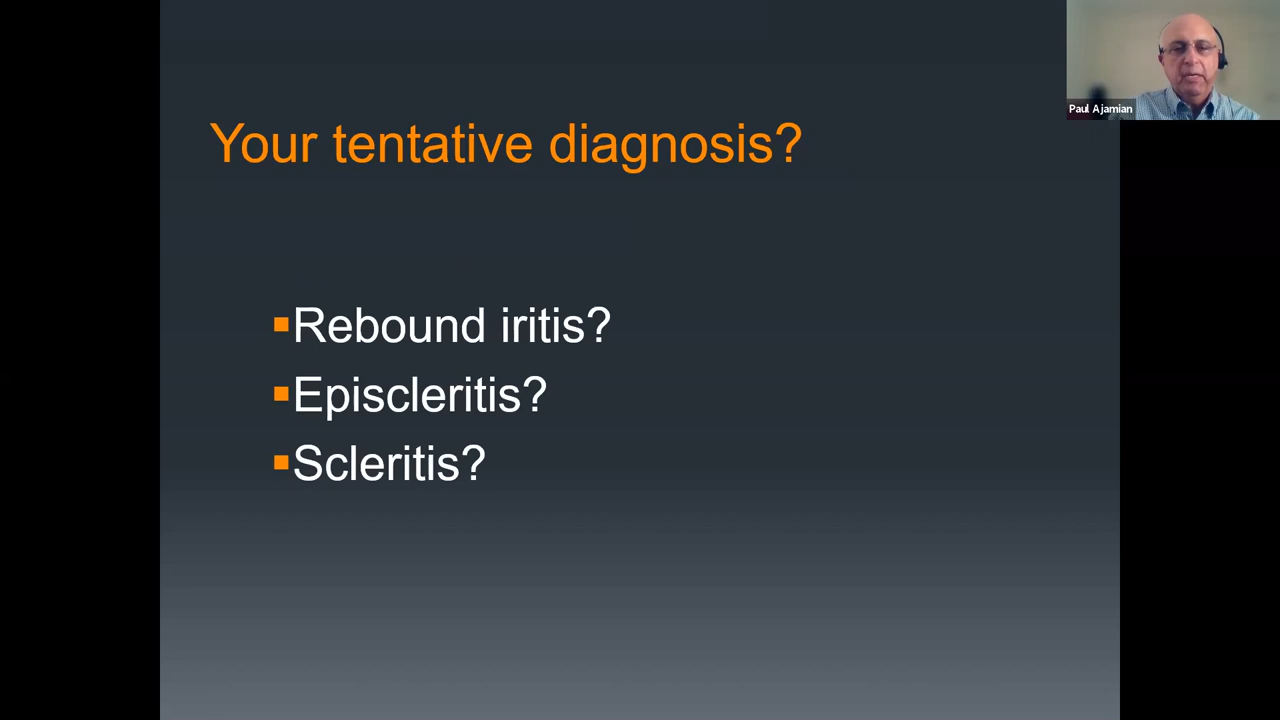 Paul Ajamian
Your tentative diagnosis?
Rebound iritis?
Episcleritis?
Scleritis?